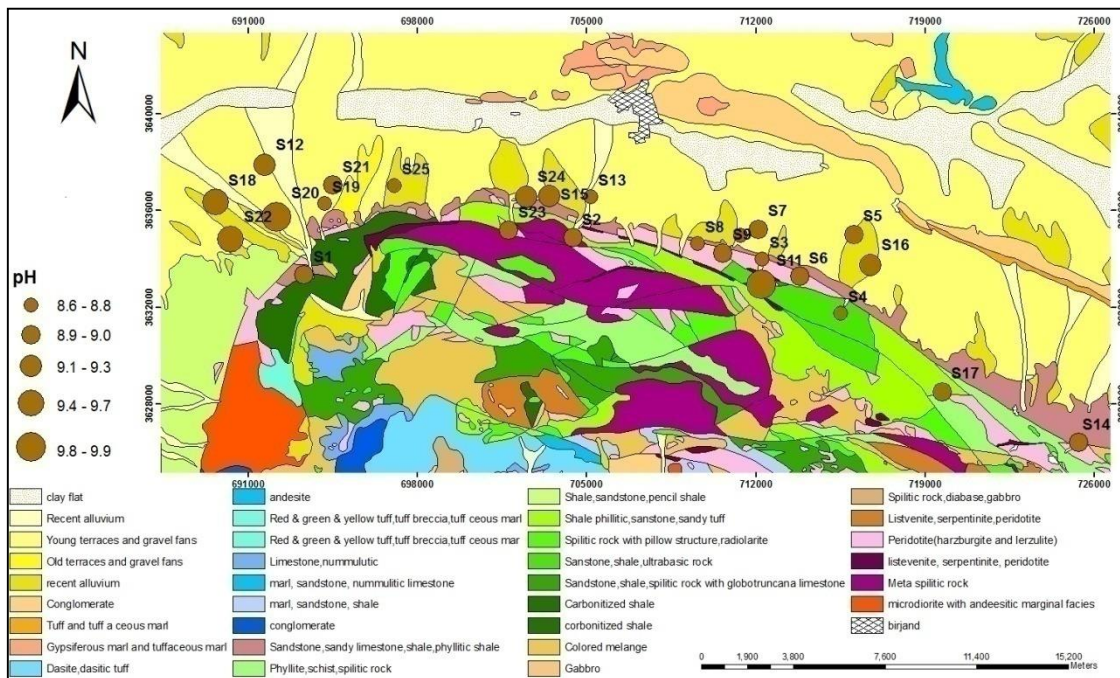 691000 698000 705000 712000 719000 726000
N
3640000
3636000
3632000
3628000
S12
S18
S20
S19
S21
S25
S22
S1
S24
S15
S13
S23
S2
S8
S9
S7
S3
S11
S6
S5
S16
S4
S17
S14
pH
8.6 - 8.8
8.9 - 9.0
9.1 - 9.3
9.4 - 9.7
9.8 - 9.9
3640000
691000 698000 705000 712000 719000 726000
clay flat
Recent alluvium
Young terraces and gravel fans
Old terraces and gravel fans
recent alluvium
Conglomerate
Tuff and tuff a ceous marl
Gypsiferous marl and tuffaceous marl
Dasite,dasitic tuff
andesite
Red & green & yellow tuff,tuff breccia,tuff ceous marl
Red & green & yellow tuff,tuff breccia,tuff ceous mar
Limestone,nummulutic
marl, sandstone, nummulitic limestone
marl, sandstone, shale
conglomerate
Sandstone, sandy limestone,shale,phyllitic shale
Phyllite,schist,spilitic rock
Shale,sandstone,pencil shale
Shale phillitic,sanstone,sandy tuff
Spilitic rock with pillow structure,radiolarite
Sanstone,shale,ultrabasic rock
Sandstone,shale,spilitic rock with globotruncana limestone
Carbonitized shale
corbonitized shale
Colored melange
Gabbro
Spilitic rock,diabase,gabbro
Listvenite,serpentinite,peridotite
Peridotite(harzburgite and lerzulite)
listevenite, serpentinite, peridotite
Meta spilitic rock
microdiorite with andeesitic marginal facies
birjand
0 1,900 3,800 7,600 11,400 15,200
Meters